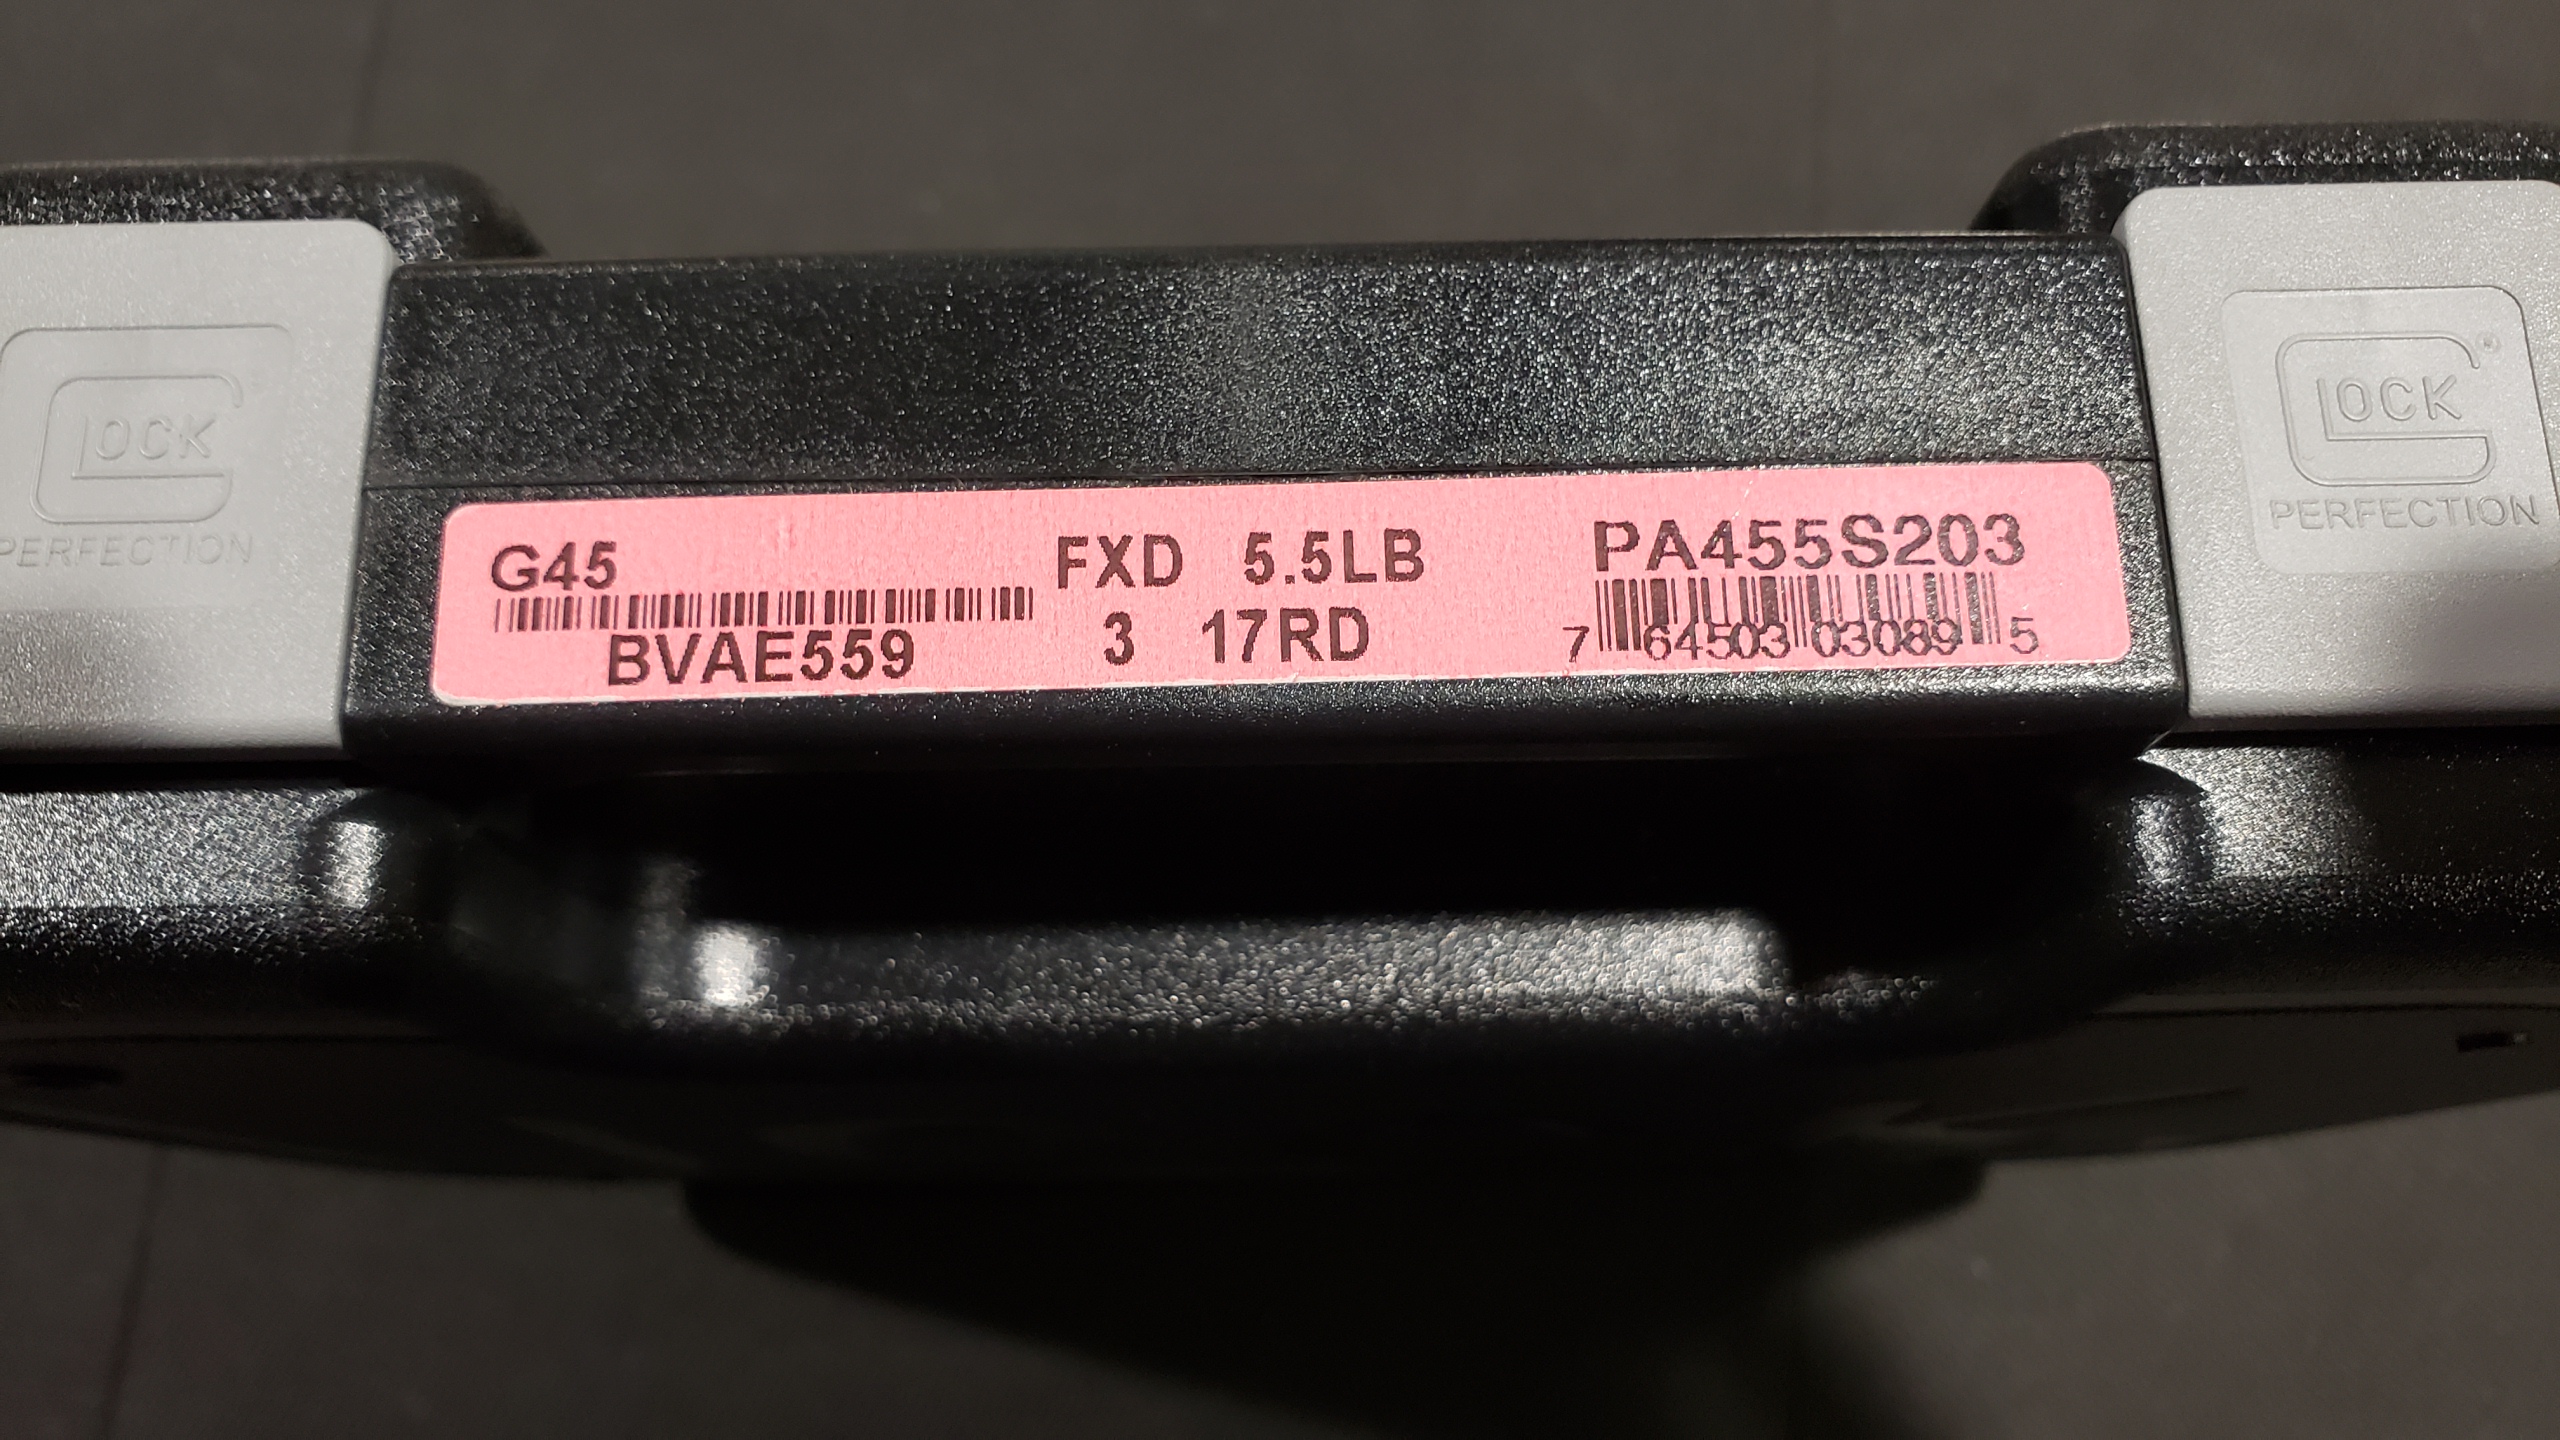 GLOCK
PERFECTION
G45
BVAE559
FXD 5.5LB
3 17RD
PA455S203
7 64503 03089 5
GLOCK ®
PERFECTION